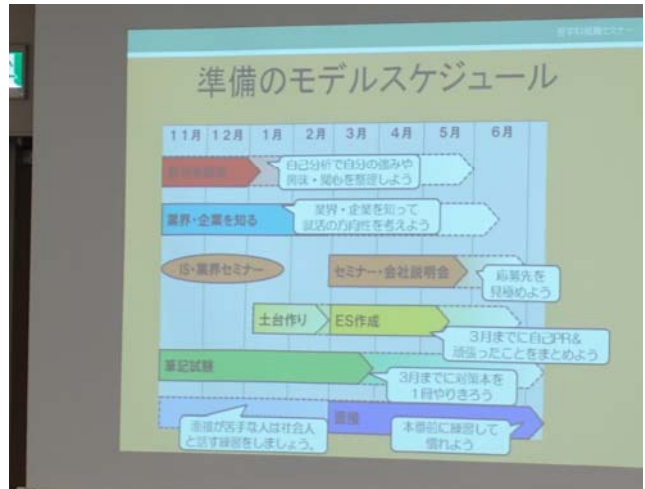 準備のモデルスケジュール
11月 12月 1月 2月 3月 4月 5月 6月
自己分析で自分の強みや
興味・関心を整理しよう
業界・企業を知る
業界・企業を知って
就活の方向性を考えよう
IS・業界セミナー
セミナー・会社説明会
応募先を
見極めよう
土台作り
ES作成
3月までに自己PR&
頑張ったことをまとめよう
筆記試験
3月までに対策本を
1冊やりきろう
面接が苦手な人は社会人
と話す練習をしましょう。
面接
本番前に練習して
慣れよう